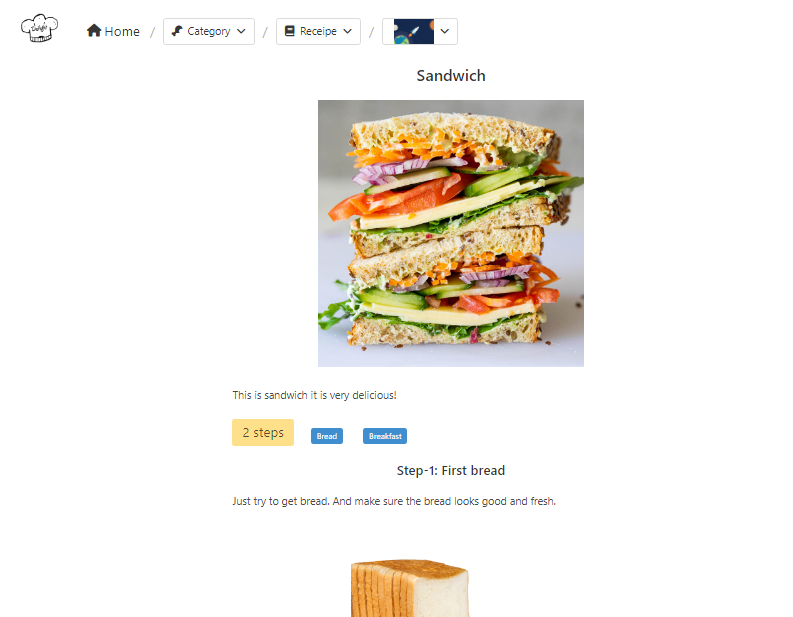 Home / Category / Receipe /
Sandwich
This is sandwich it is very delicious!
2 steps Bread Breakfast
Step-1: First bread
Just try to get bread. And make sure the bread looks good and fresh.